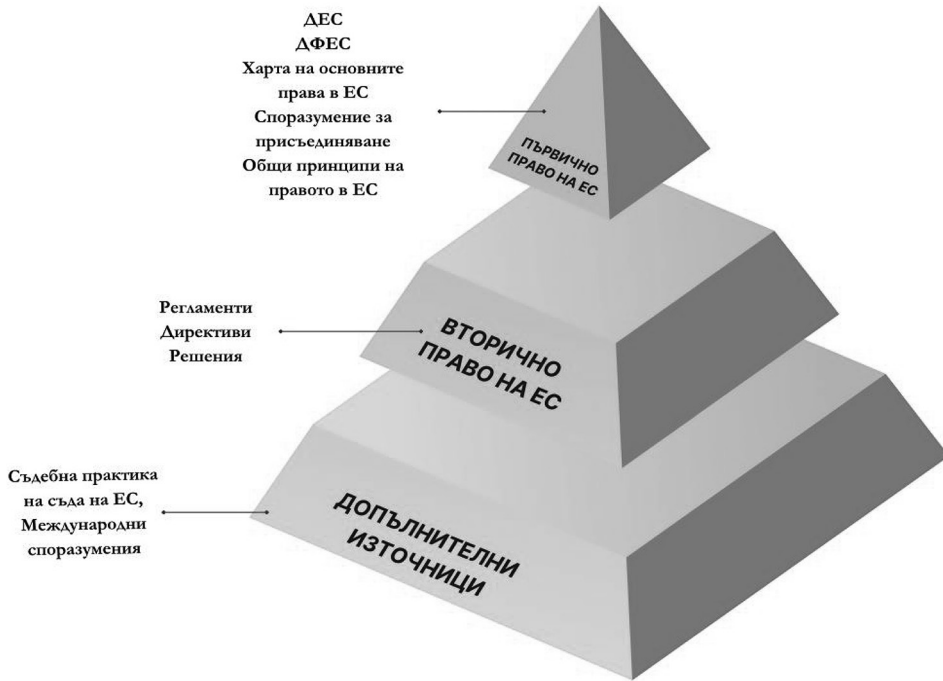 ДЕС
ДФЕС
Харта на основните
права в ЕС
Споразумение за
присъединяване
Общи принципи на
правото в ЕС
ПЪРВИЧНО
ПРАВО НА ЕС
Регламенти
Директиви
Решения
ВТОРИЧНО
ПРАВО НА ЕС
Съдебна практика
на съда на ЕС,
Международни
споразумения
ДОПЪЛНИТЕЛНИ
ИЗТОЧНИЦИ